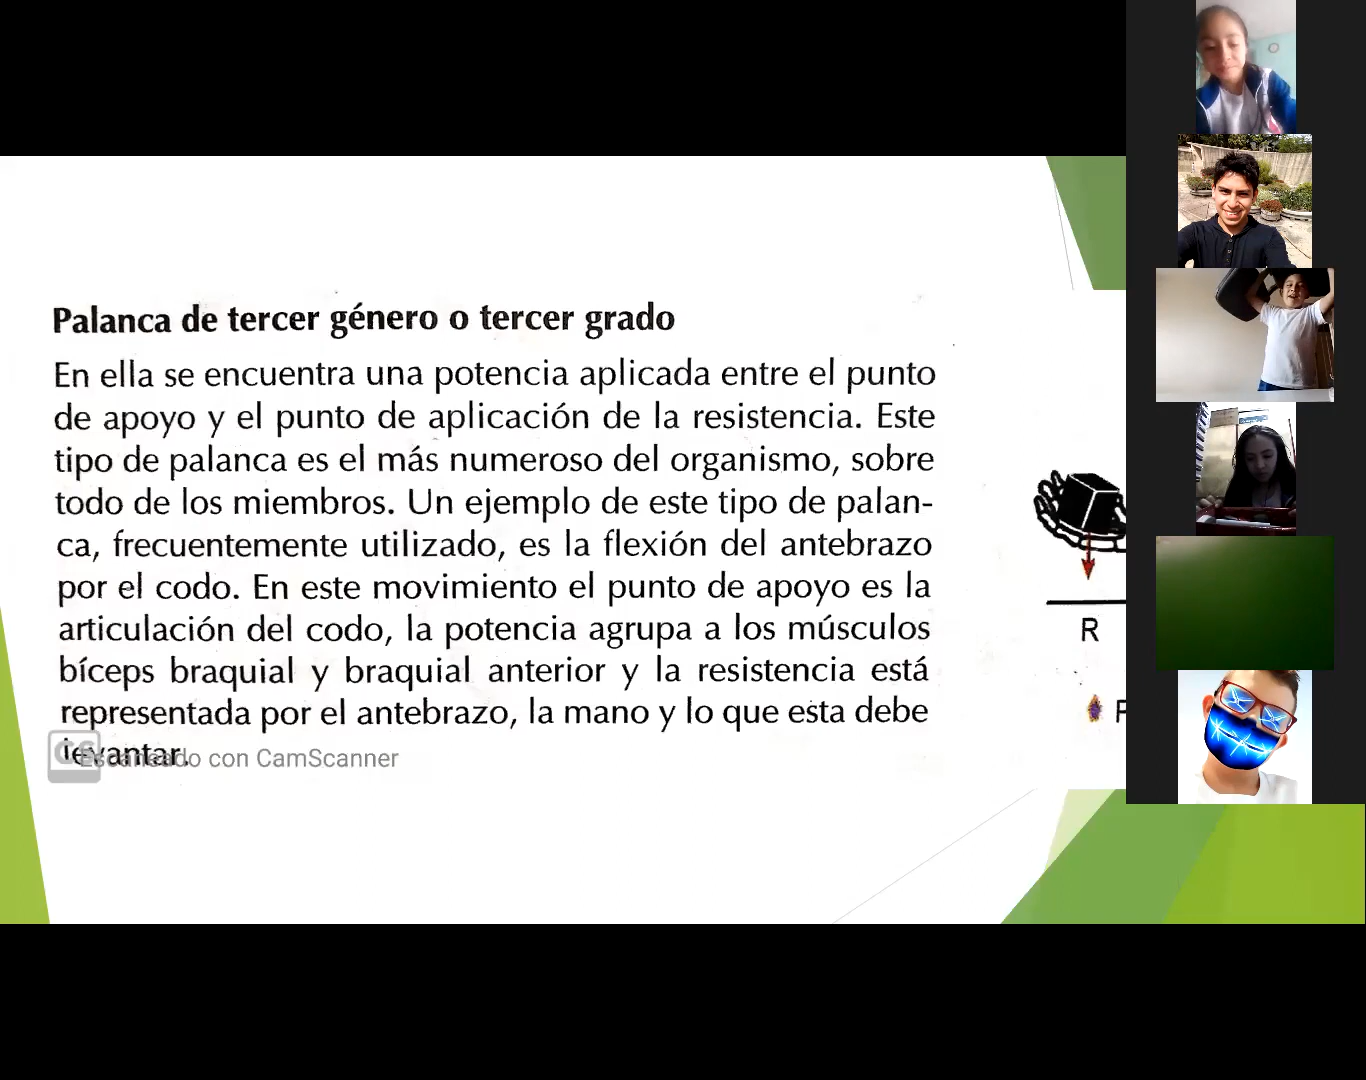 Palanca de tercer género o tercer grado
En ella se encuentra una potencia aplicada entre el punto
de apoyo y el punto de aplicación de la resistencia. Este
tipo de palanca es el más numeroso del organismo, sobre
todo de los miembros. Un ejemplo de este tipo de palan-
ca, frecuentemente utilizado, es la flexión del antebrazo
por el codo. En este movimiento el punto de apoyo es la
articulación del codo, la potencia agrupa a los músculos
bíceps braquial y braquial anterior y la resistencia está
representada por el antebrazo, la mano y lo que esta debe
levantar.
CS Escaneado con CamScanner
R